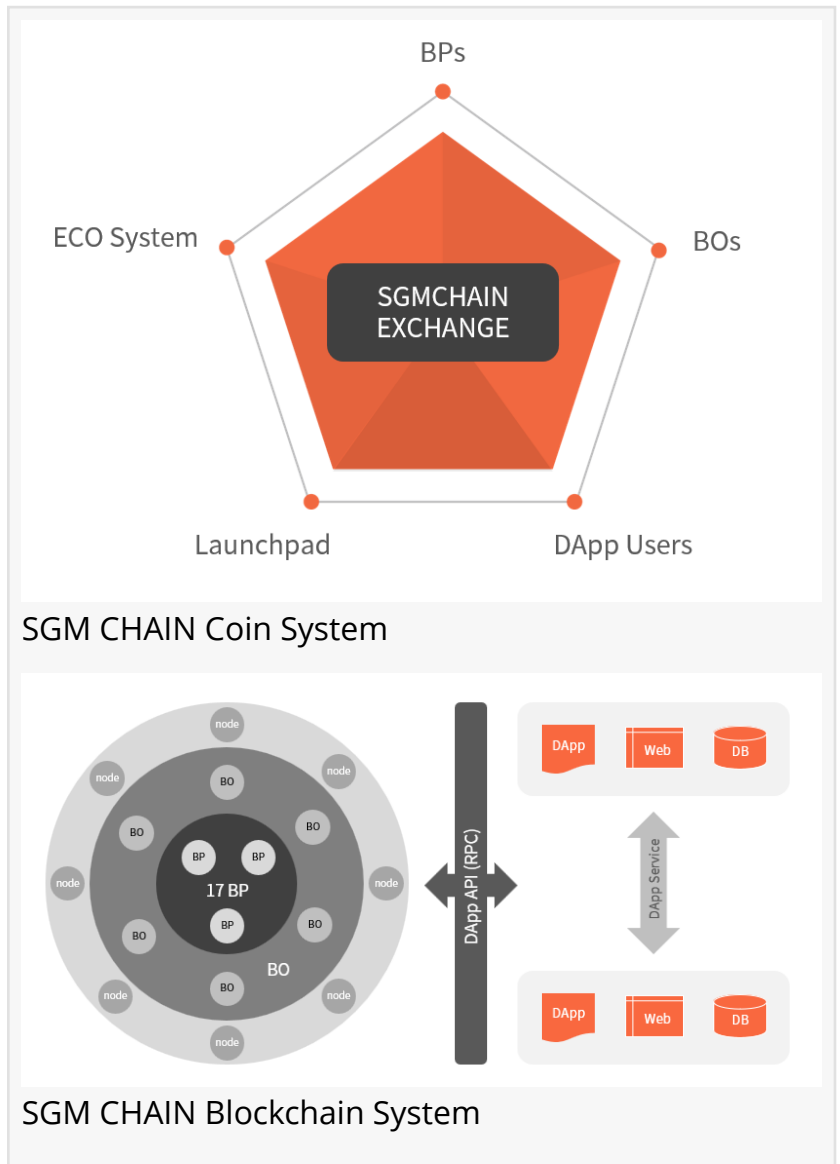 BPs
ECO System
BOs
SGMCHAIN
EXCHANGE
Launchpad
DApp Users
SGM CHAIN Coin System
node
node
node
BO
BO
BO
BP
BP
17 BP
node
node
BP
BO
BO
BO
BO
node
node
node
DApp API (RPC)
DApp
Web
DB
DApp Service
DApp
Web
DB
SGM CHAIN Blockchain System